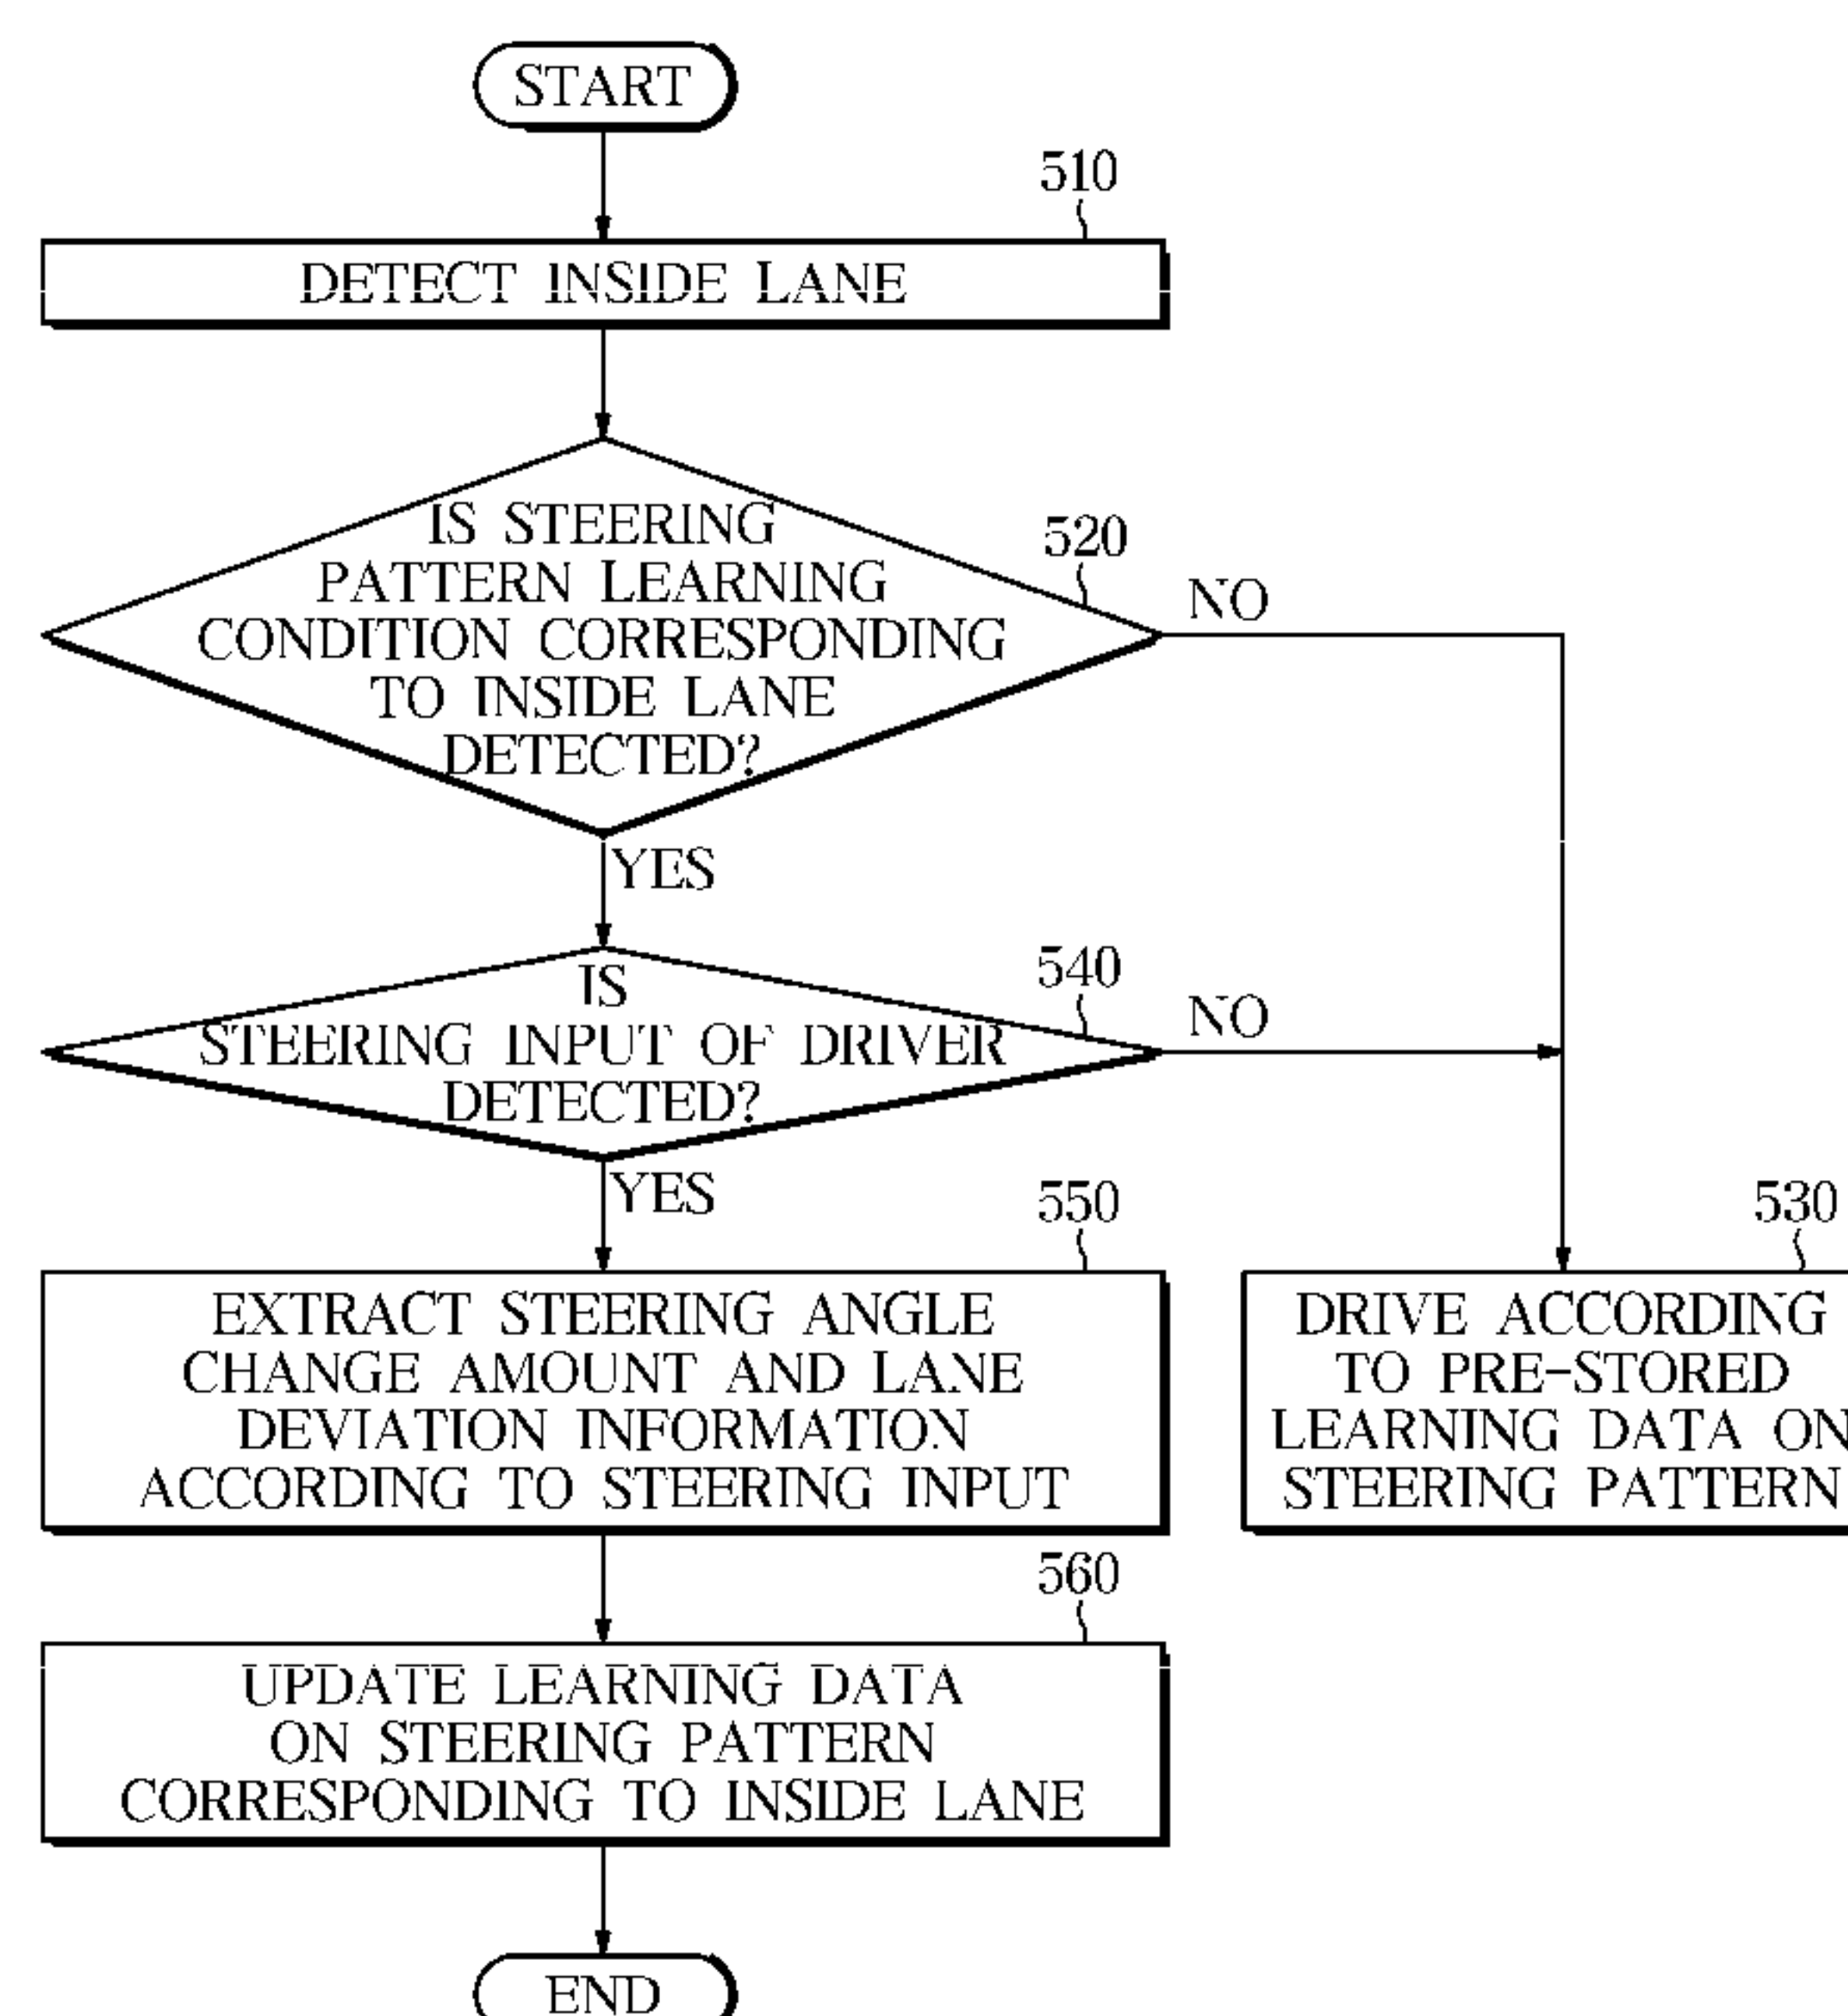 START
510
DETECT INSIDE LANE
520
IS STEERING
PATTERN LEARNING
CONDITION CORRESPONDING
TO INSIDE LANE
DETECTED?
NO
YES
540
IS
STEERING INPUT OF DRIVER
DETECTED?
NO
YES
550
EXTRACT STEERING ANGLE
CHANGE AMOUNT AND LANE
DEVIATION INFORMATION
ACCORDING TO STEERING INPUT
530
DRIVE ACCORDING
TO PRE-STORED
LEARNING DATA ON
STEERING PATTERN
560
UPDATE LEARNING DATA
ON STEERING PATTERN
CORRESPONDING TO INSIDE LANE
END